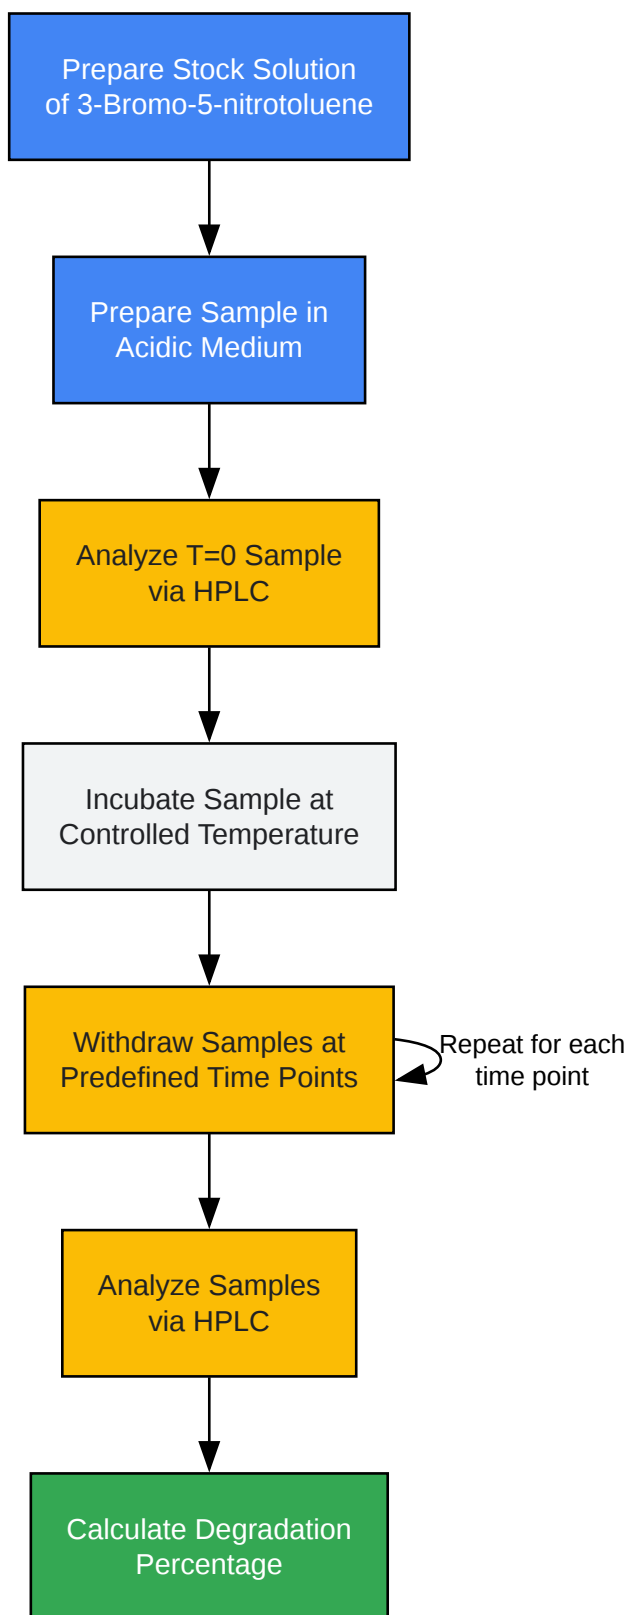 Prepare Stock Solution
of 3-Bromo-5-nitrotoluene
Prepare Sample in
Acidic Medium
Analyze T=0 Sample
via HPLC
Incubate Sample at
Controlled Temperature
Withdraw Samples at
Predefined Time Points
Repeat for each
time point
Analyze Samples
via HPLC
Calculate Degradation
Percentage